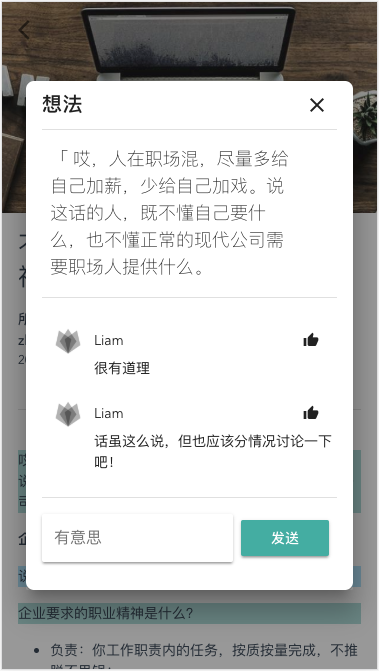 想法
「 哎，人在职场混，尽量多给
自己加薪，少给自己加戏。说
这话的人，既不懂自己要什
么，也不懂正常的现代公司需
要职场人提供什么。
Liam
很有道理
Liam
话虽这么说，但也应该分情况讨论一下
吧！
有意思
发送
企业要求的职业精神是什么？
负责：你工作职责内的任务，按质按量完成，不推